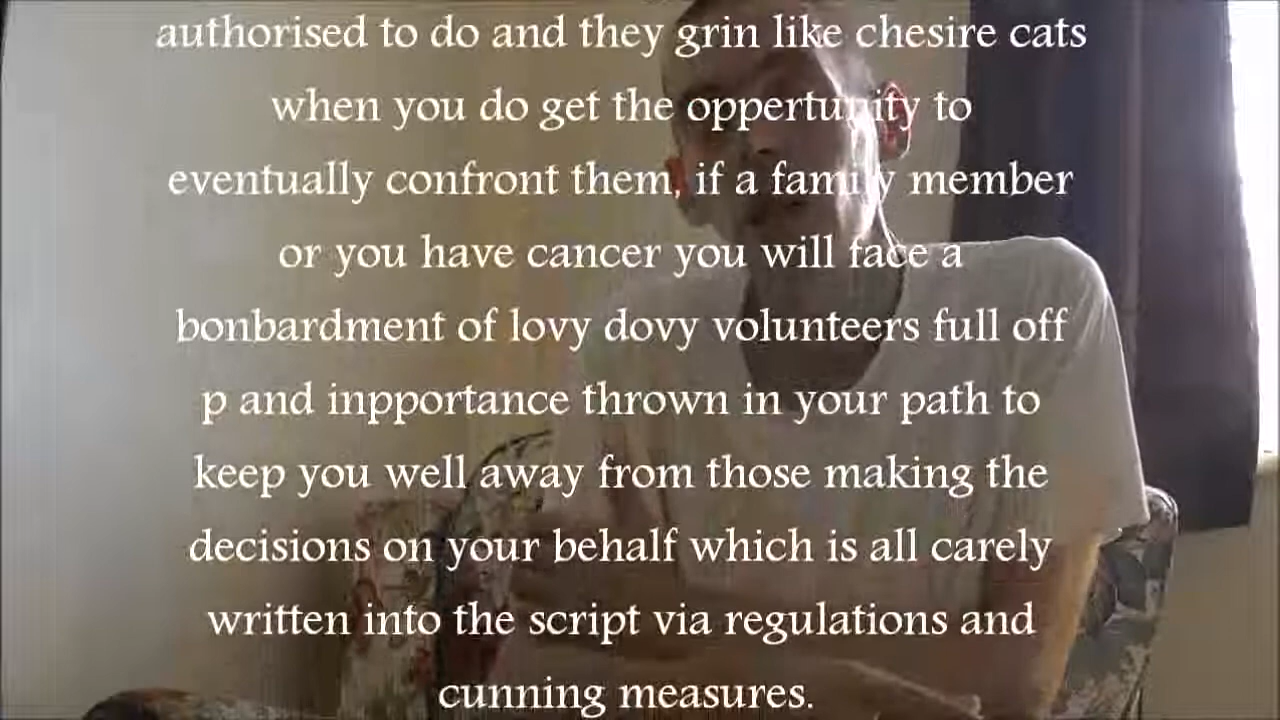 authorised to do and they grin like chesire cats
when you do get the oppertunity to
eventually confront them, if a family member
or you have cancer you will face a
bonbardment of lovy dovy volunteers full off
p and inpportance thrown in your path to
keep you well away from those making the
decisions on your behalf which is all carely
written into the script via regulations and
cunning measures.